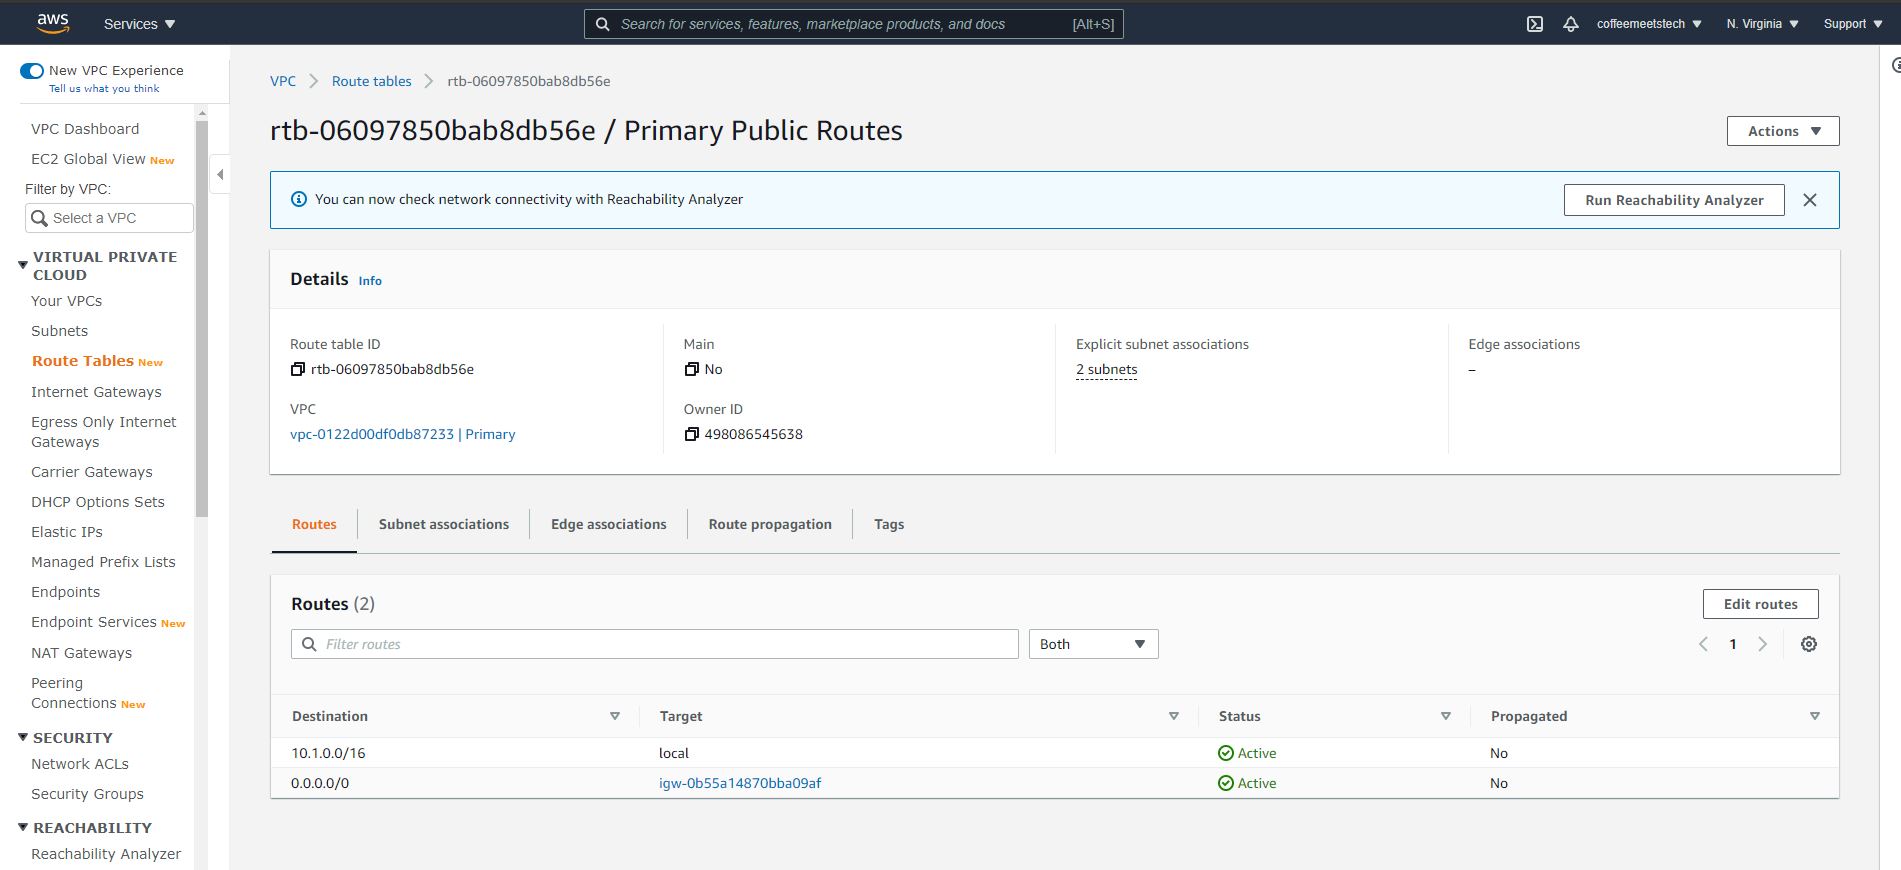 aws
Services
Search for services, features, marketplace products, and docs
[Alt+S]
coffeemeetstech
N. Virginia
Support
New VPC Experience
Tell us what you think
VPC Dashboard
EC2 Global View New
Filter by VPC:
Select a VPC
VIRTUAL PRIVATE
CLOUD
Your VPCs
Subnets
Route Tables New
Internet Gateways
Egress Only Internet
Gateways
Carrier Gateways
DHCP Options Sets
Elastic IPs
Managed Prefix Lists
Endpoints
Endpoint Services New
NAT Gateways
Peering
Connections New
SECURITY
Network ACLs
Security Groups
REACHABILITY
Reachability Analyzer
VPC
Route tables
rtb-06097850bab8db56e
rtb-06097850bab8db56e / Primary Public Routes
Actions
You can now check network connectivity with Reachability Analyzer
Run Reachability Analyzer
Details Info
Route table ID
rtb-06097850bab8db56e
VPC
vpc-0122d00df0db87233 | Primary
Main
No
Owner ID
498086545638
Explicit subnet associations
2 subnets
Edge associations
–
Routes
Subnet associations
Edge associations
Route propagation
Tags
Routes (2)
Edit routes
Filter routes
Both
1
Destination Target Status Propagated
10.1.0.0/16 local Active No
0.0.0.0/0 igw-0b55a14870bba09af Active No